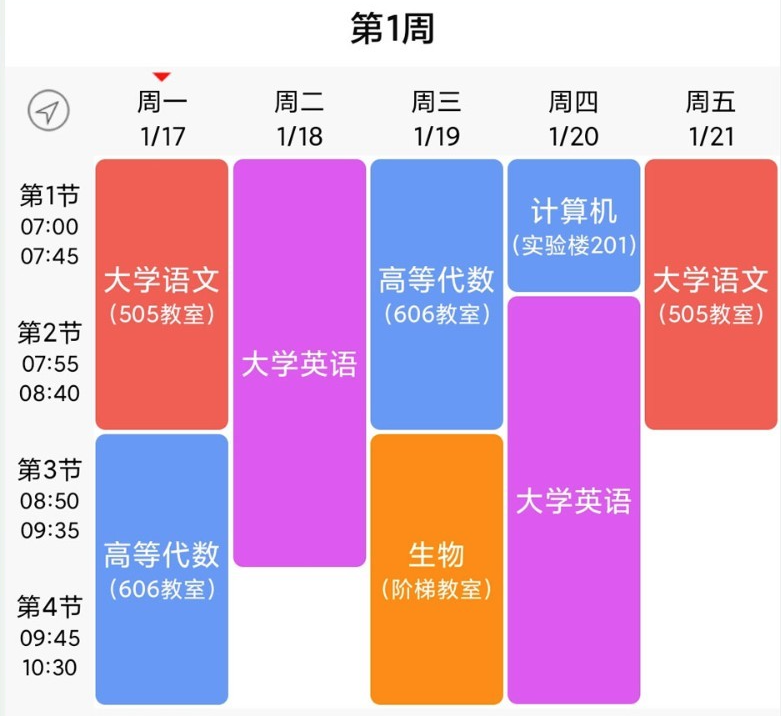 第1周
周一
1/17
周二
1/18
周三
1/19
周四
1/20
周五
1/21
第1节
07:00
07:45
第2节
07:55
08:40
第3节
08:50
09:35
第4节
09:45
10:30
大学语文
(505教室)
高等代数
(606教室)
大学英语
高等代数
(606教室)
生物
(阶梯教室)
计算机
(实验楼201)
大学英语
大学语文
(505教室)